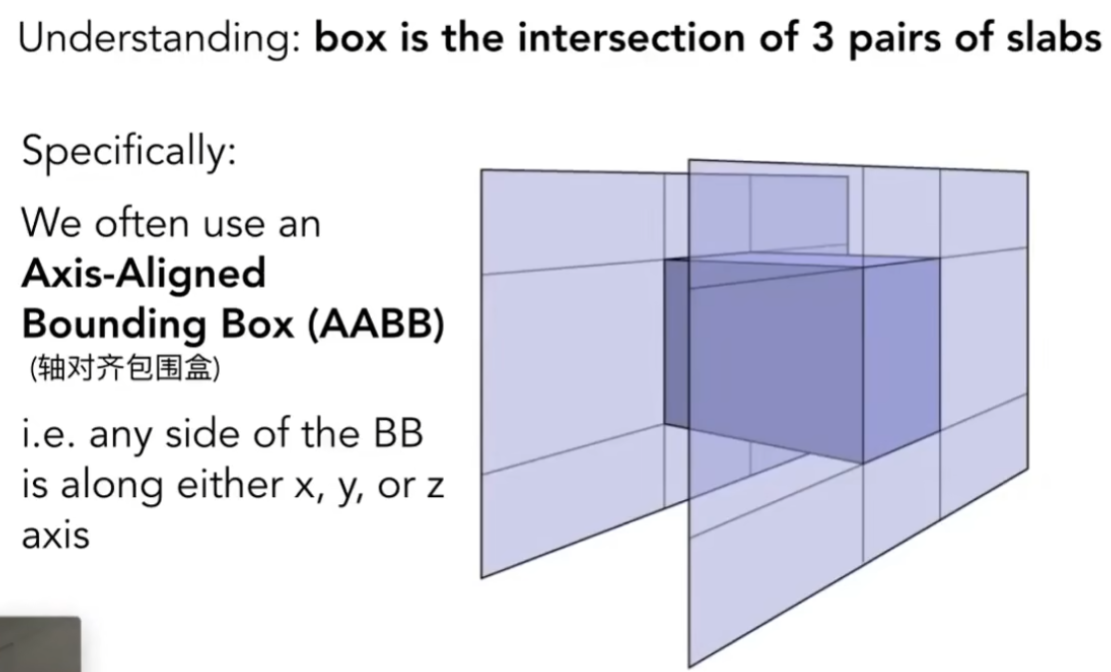 Understanding: box is the intersection of 3 pairs of slabs
Specifically:
We often use an
Axis-Aligned
Bounding Box (AABB)
(轴对齐包围盒)
i.e. any side of the BB
is along either x, y, or z
axis